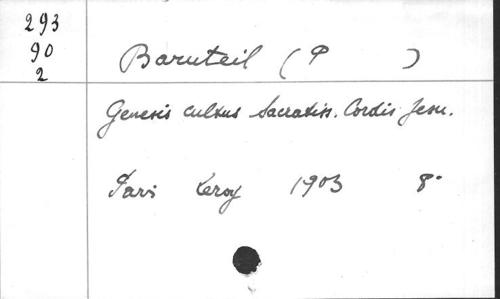 293
90
2
Baruteil (P )
Genesis cultus Sacratiss. Cordis Jesu.
Paris Leroy 1903 8°